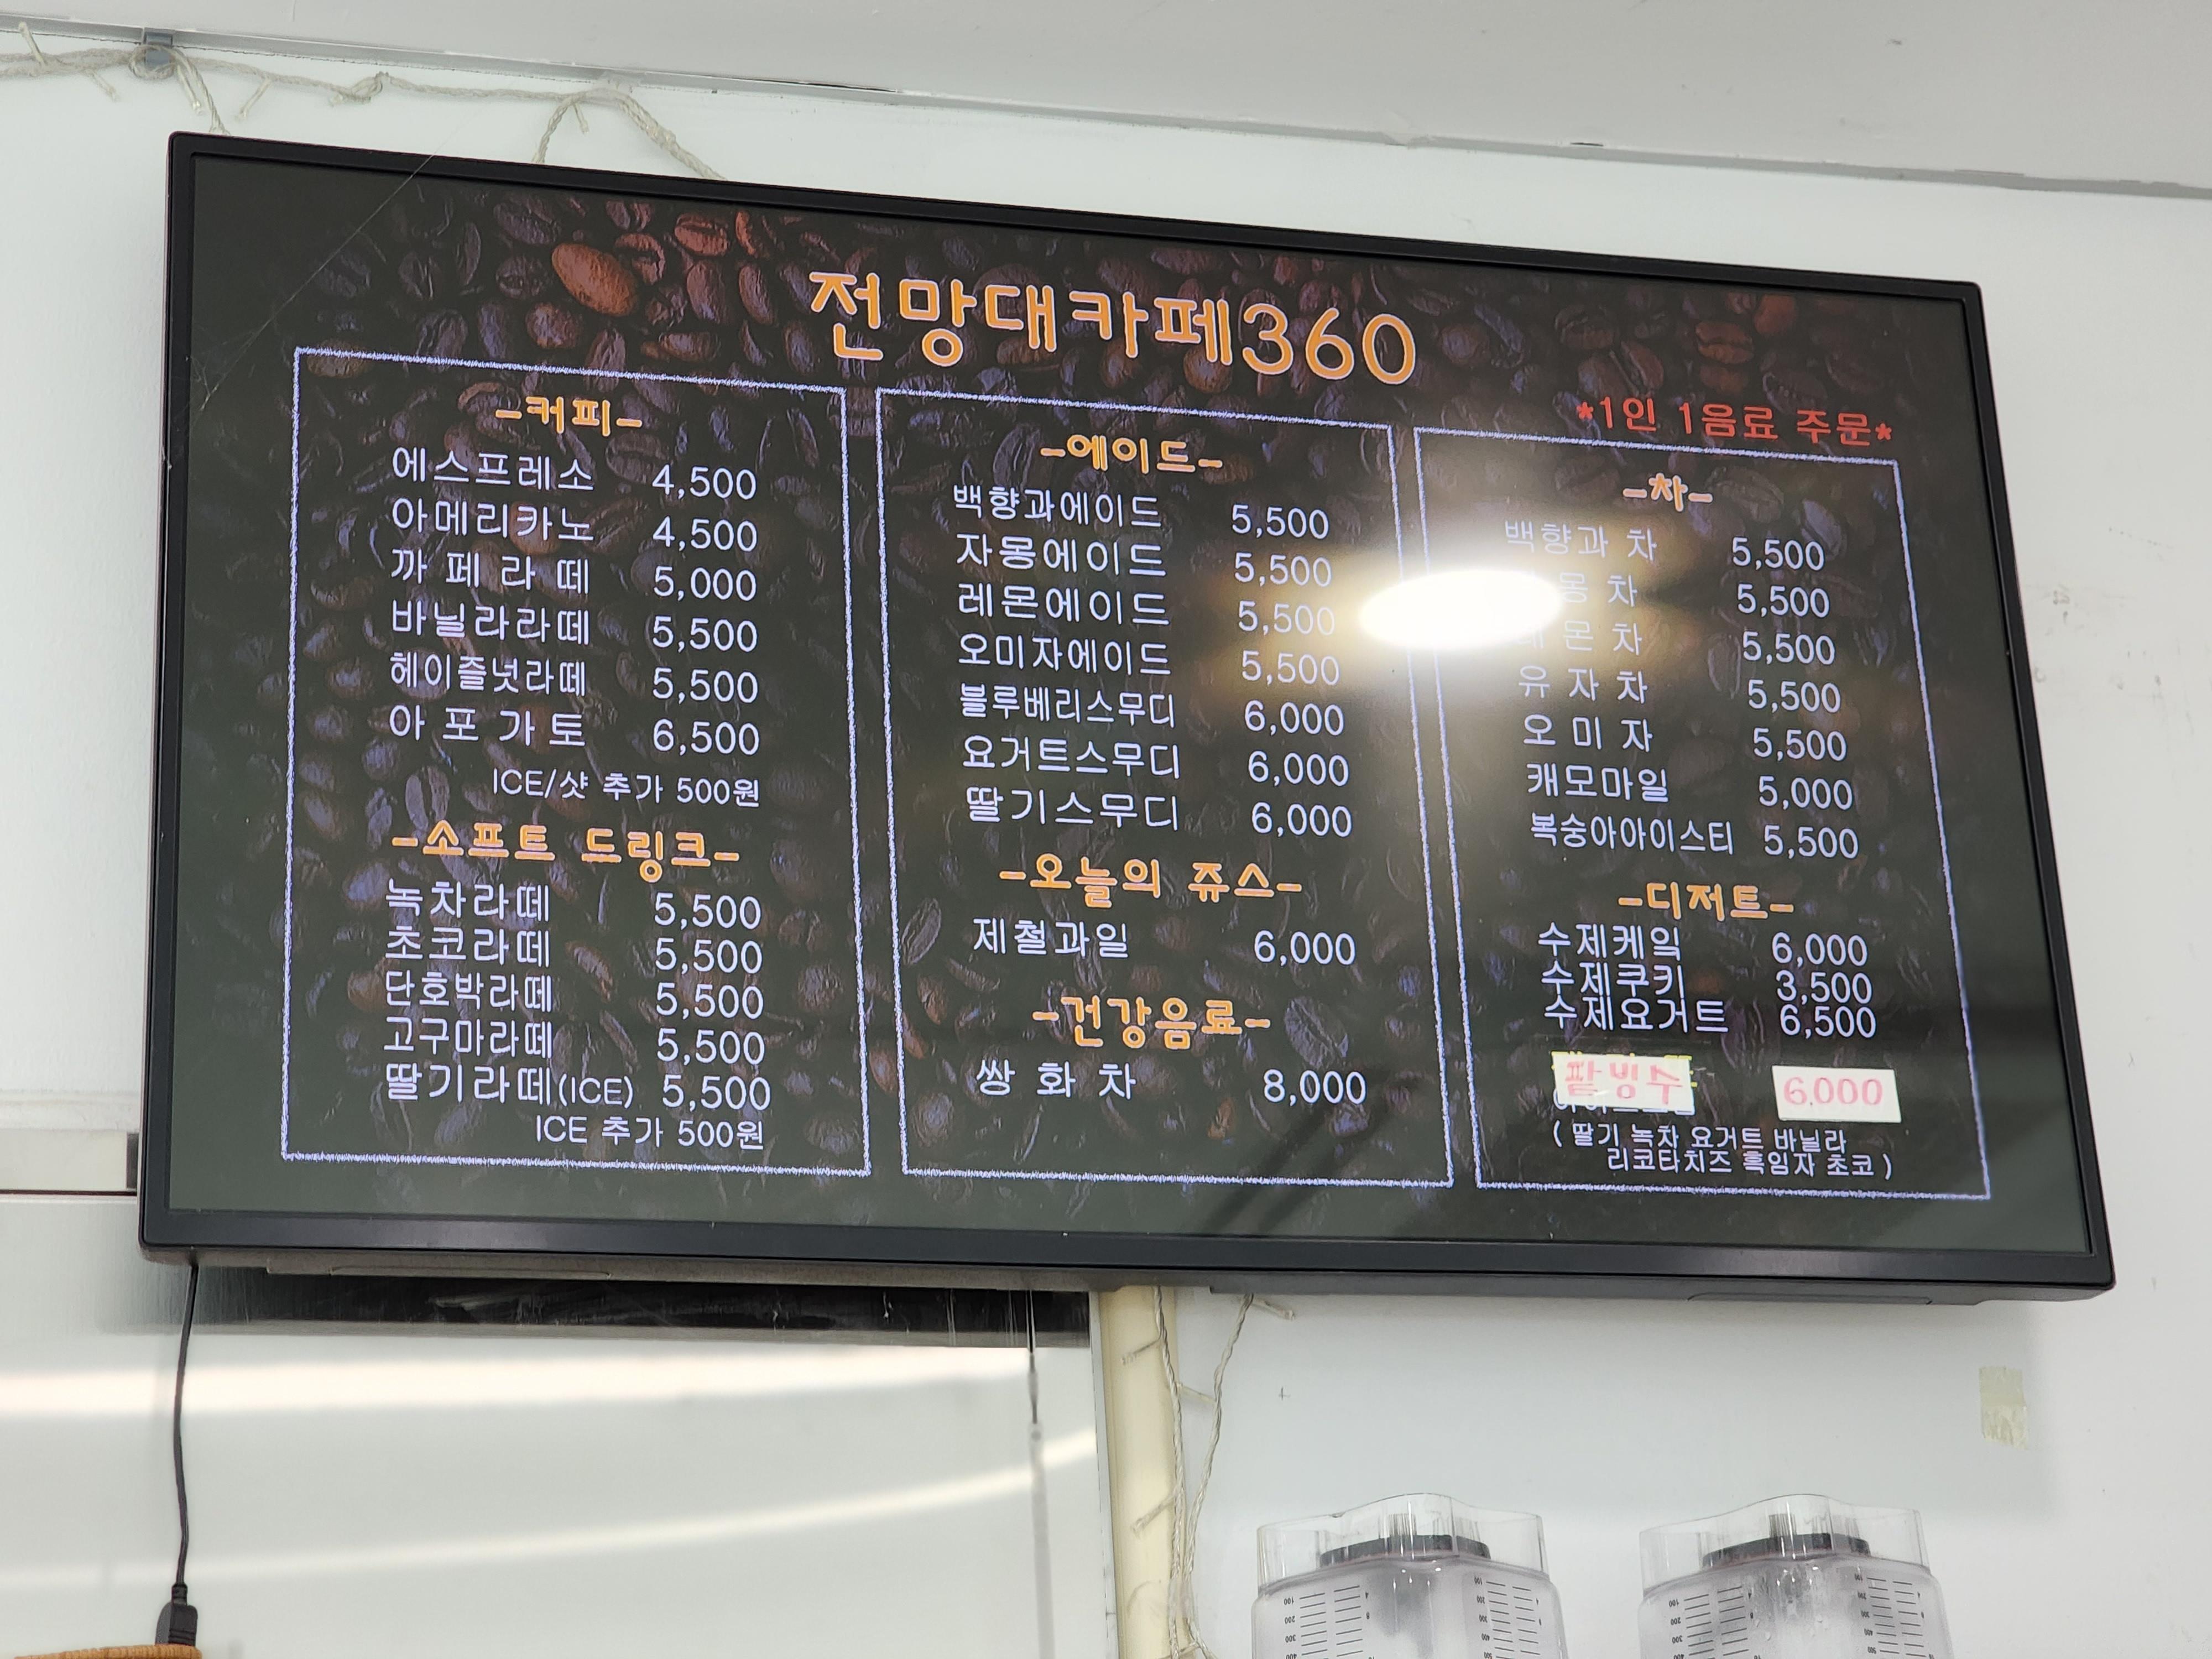 전망대카페360
*1인 1음료 주문*
-커피-
에스프레소 4,500
아메리카노 4,500
까페라떼 5,000
바닐라라떼 5,500
헤이즐넛라떼 5,500
아포가토 6,500
ICE/샷 추가 500원
-소프트 드링크-
녹차라떼 5,500
초코라떼 5,500
단호박라떼 5,500
고구마라떼 5,500
딸기라떼(ICE) 5,500
ICE 추가 500원
-에이드-
백향과에이드 5,500
자몽에이드 5,500
레몬에이드 5,500
오미자에이드 5,500
블루베리스무디 6,000
요거트스무디 6,000
딸기스무디 6,000
-오늘의 쥬스-
제철과일 6,000
-건강음료-
쌍화차 8,000
-차-
백향과 차 5,500
몽 차 5,500
몬 차 5,500
유자차 5,500
오미자 5,500
캐모마일 5,000
복숭아아이스티 5,500
-디저트-
수제케익 6,000
수제쿠키 3,500
수제요거트 6,500
팥빙수 6,000
( 딸기 녹차 요거트 바닐라
리코타치즈 흑임자 초코 )